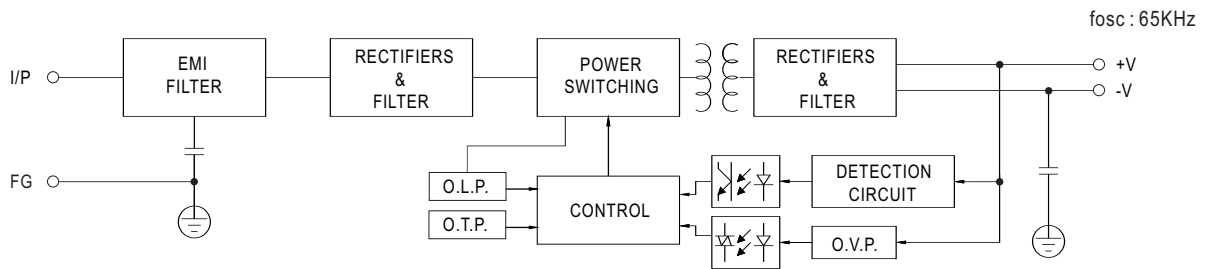 fosc : 65KHz
I/P
EMI
FILTER
RECTIFIERS
&
FILTER
POWER
SWITCHING
RECTIFIERS
&
FILTER
+V
-V
FG
O.L.P.
O.T.P.
CONTROL
DETECTION
CIRCUIT
O.V.P.